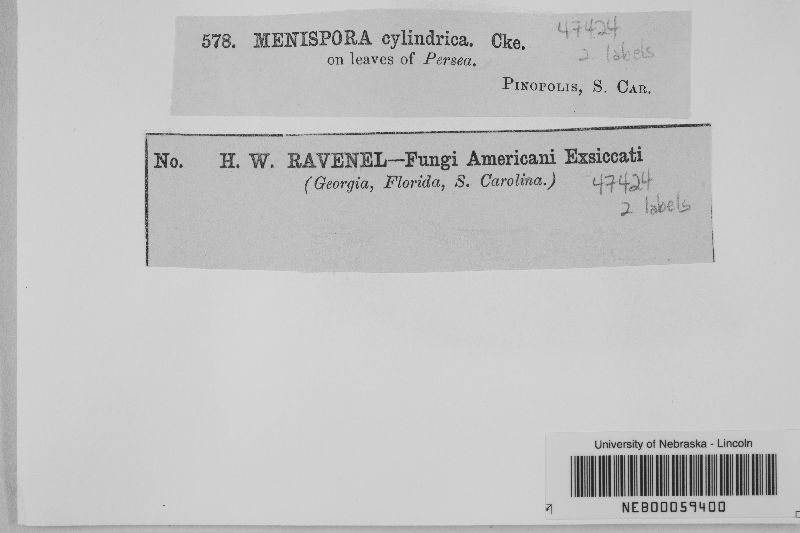 578. MENISPORA cylindrica. Cke. 47424
2 labels
on leaves of Persea.
PINOPOLIS, S. CAR.
No. H. W. RAVENEL—Fungi Americani Exsiccati
(Georgia, Florida, S. Carolina.) 47424
2 labels
University of Nebraska - Lincoln
NEB00059400